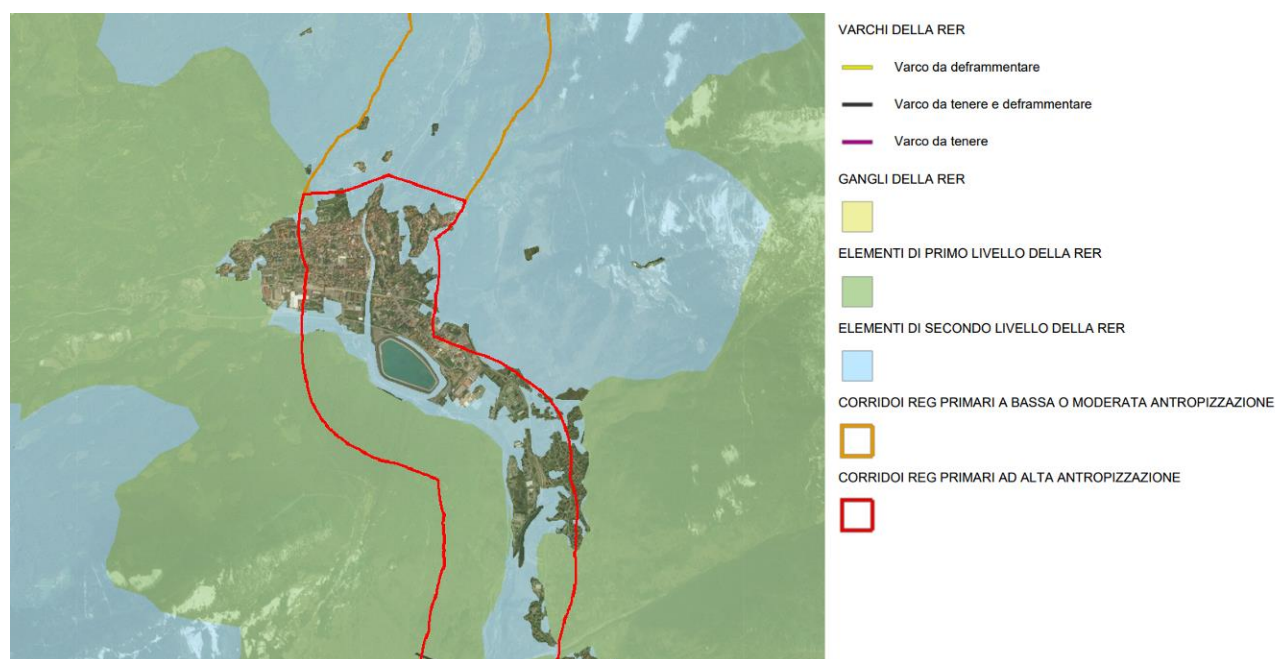 VARCHI DELLA RER
Varco da deframmentare
Varco da tenere e deframmentare
Varco da tenere
GANGLI DELLA RER
ELEMENTI DI PRIMO LIVELLO DELLA RER
ELEMENTI DI SECONDO LIVELLO DELLA RER
CORRIDOI REG PRIMARI A BASSA O MODERATA ANTROPIZZAZIONE
CORRIDOI REG PRIMARI AD ALTA ANTROPIZZAZIONE